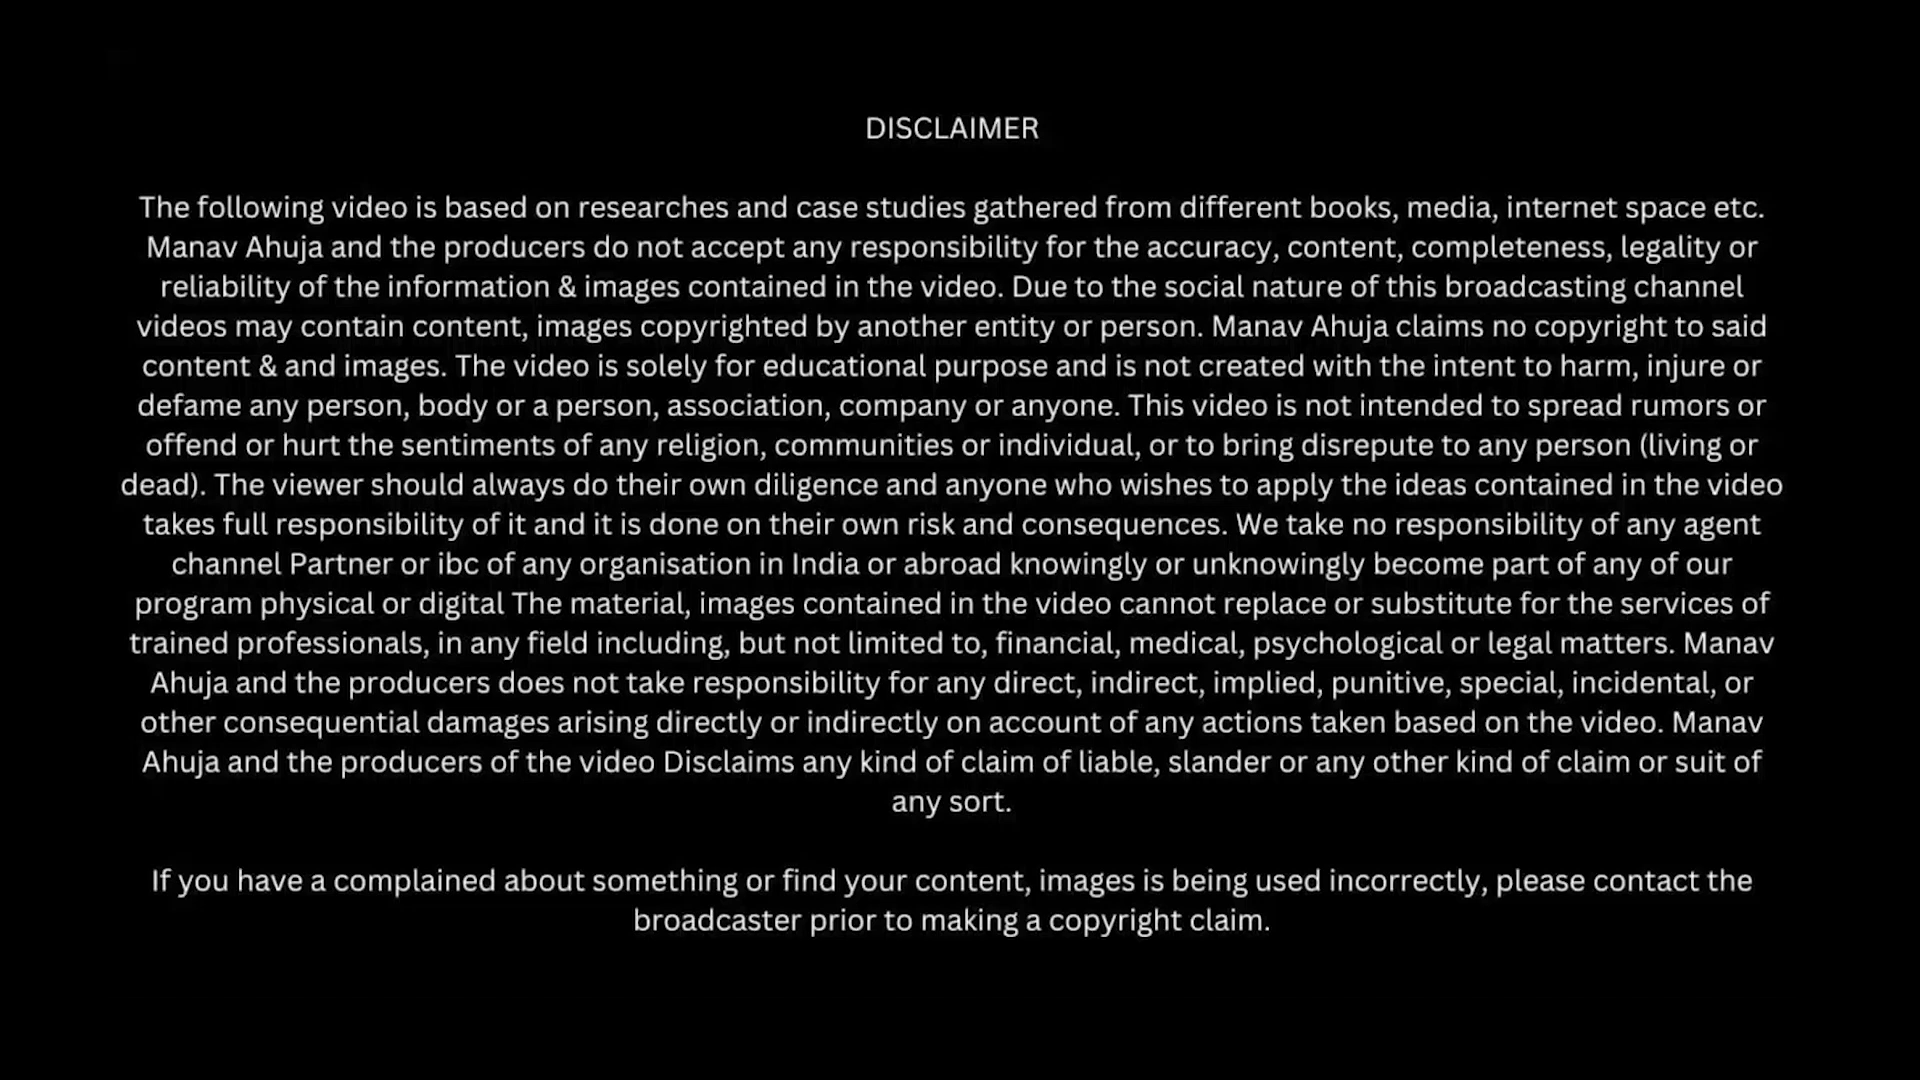 DISCLAIMER
The following video is based on researches and case studies gathered from different books, media, internet space etc.
Manav Ahuja and the producers do not accept any responsibility for the accuracy, content, completeness, legality or
reliability of the information & images contained in the video. Due to the social nature of this broadcasting channel
videos may contain content, images copyrighted by another entity or person. Manav Ahuja claims no copyright to said
content & and images. The video is solely for educational purpose and is not created with the intent to harm, injure or
defame any person, body or a person, association, company or anyone. This video is not intended to spread rumors or
offend or hurt the sentiments of any religion, communities or individual, or to bring disrepute to any person (living or
dead). The viewer should always do their own diligence and anyone who wishes to apply the ideas contained in the video
takes full responsibility of it and it is done on their own risk and consequences. We take no responsibility of any agent
channel Partner or ibc of any organisation in India or abroad knowingly or unknowingly become part of any of our
program physical or digital The material, images contained in the video cannot replace or substitute for the services of
trained professionals, in any field including, but not limited to, financial, medical, psychological or legal matters. Manav
Ahuja and the producers does not take responsibility for any direct, indirect, implied, punitive, special, incidental, or
other consequential damages arising directly or indirectly on account of any actions taken based on the video. Manav
Ahuja and the producers of the video Disclaims any kind of claim of liable, slander or any other kind of claim or suit of
any sort.
If you have a complained about something or find your content, images is being used incorrectly, please contact the
broadcaster prior to making a copyright claim.